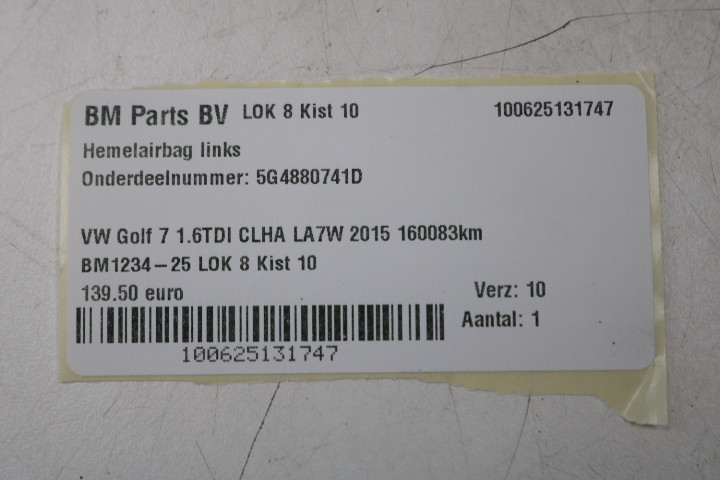 BM Parts BV LOK 8 Kist 10 100625131747
Hemelairbag links
Onderdeelnummer: 5G4880741D
VW Golf 7 1.6TDI CLHA LA7W 2015 160083km
BM1234-25 LOK 8 Kist 10
139.50 euro Verz: 10
Aantal: 1
100625131747